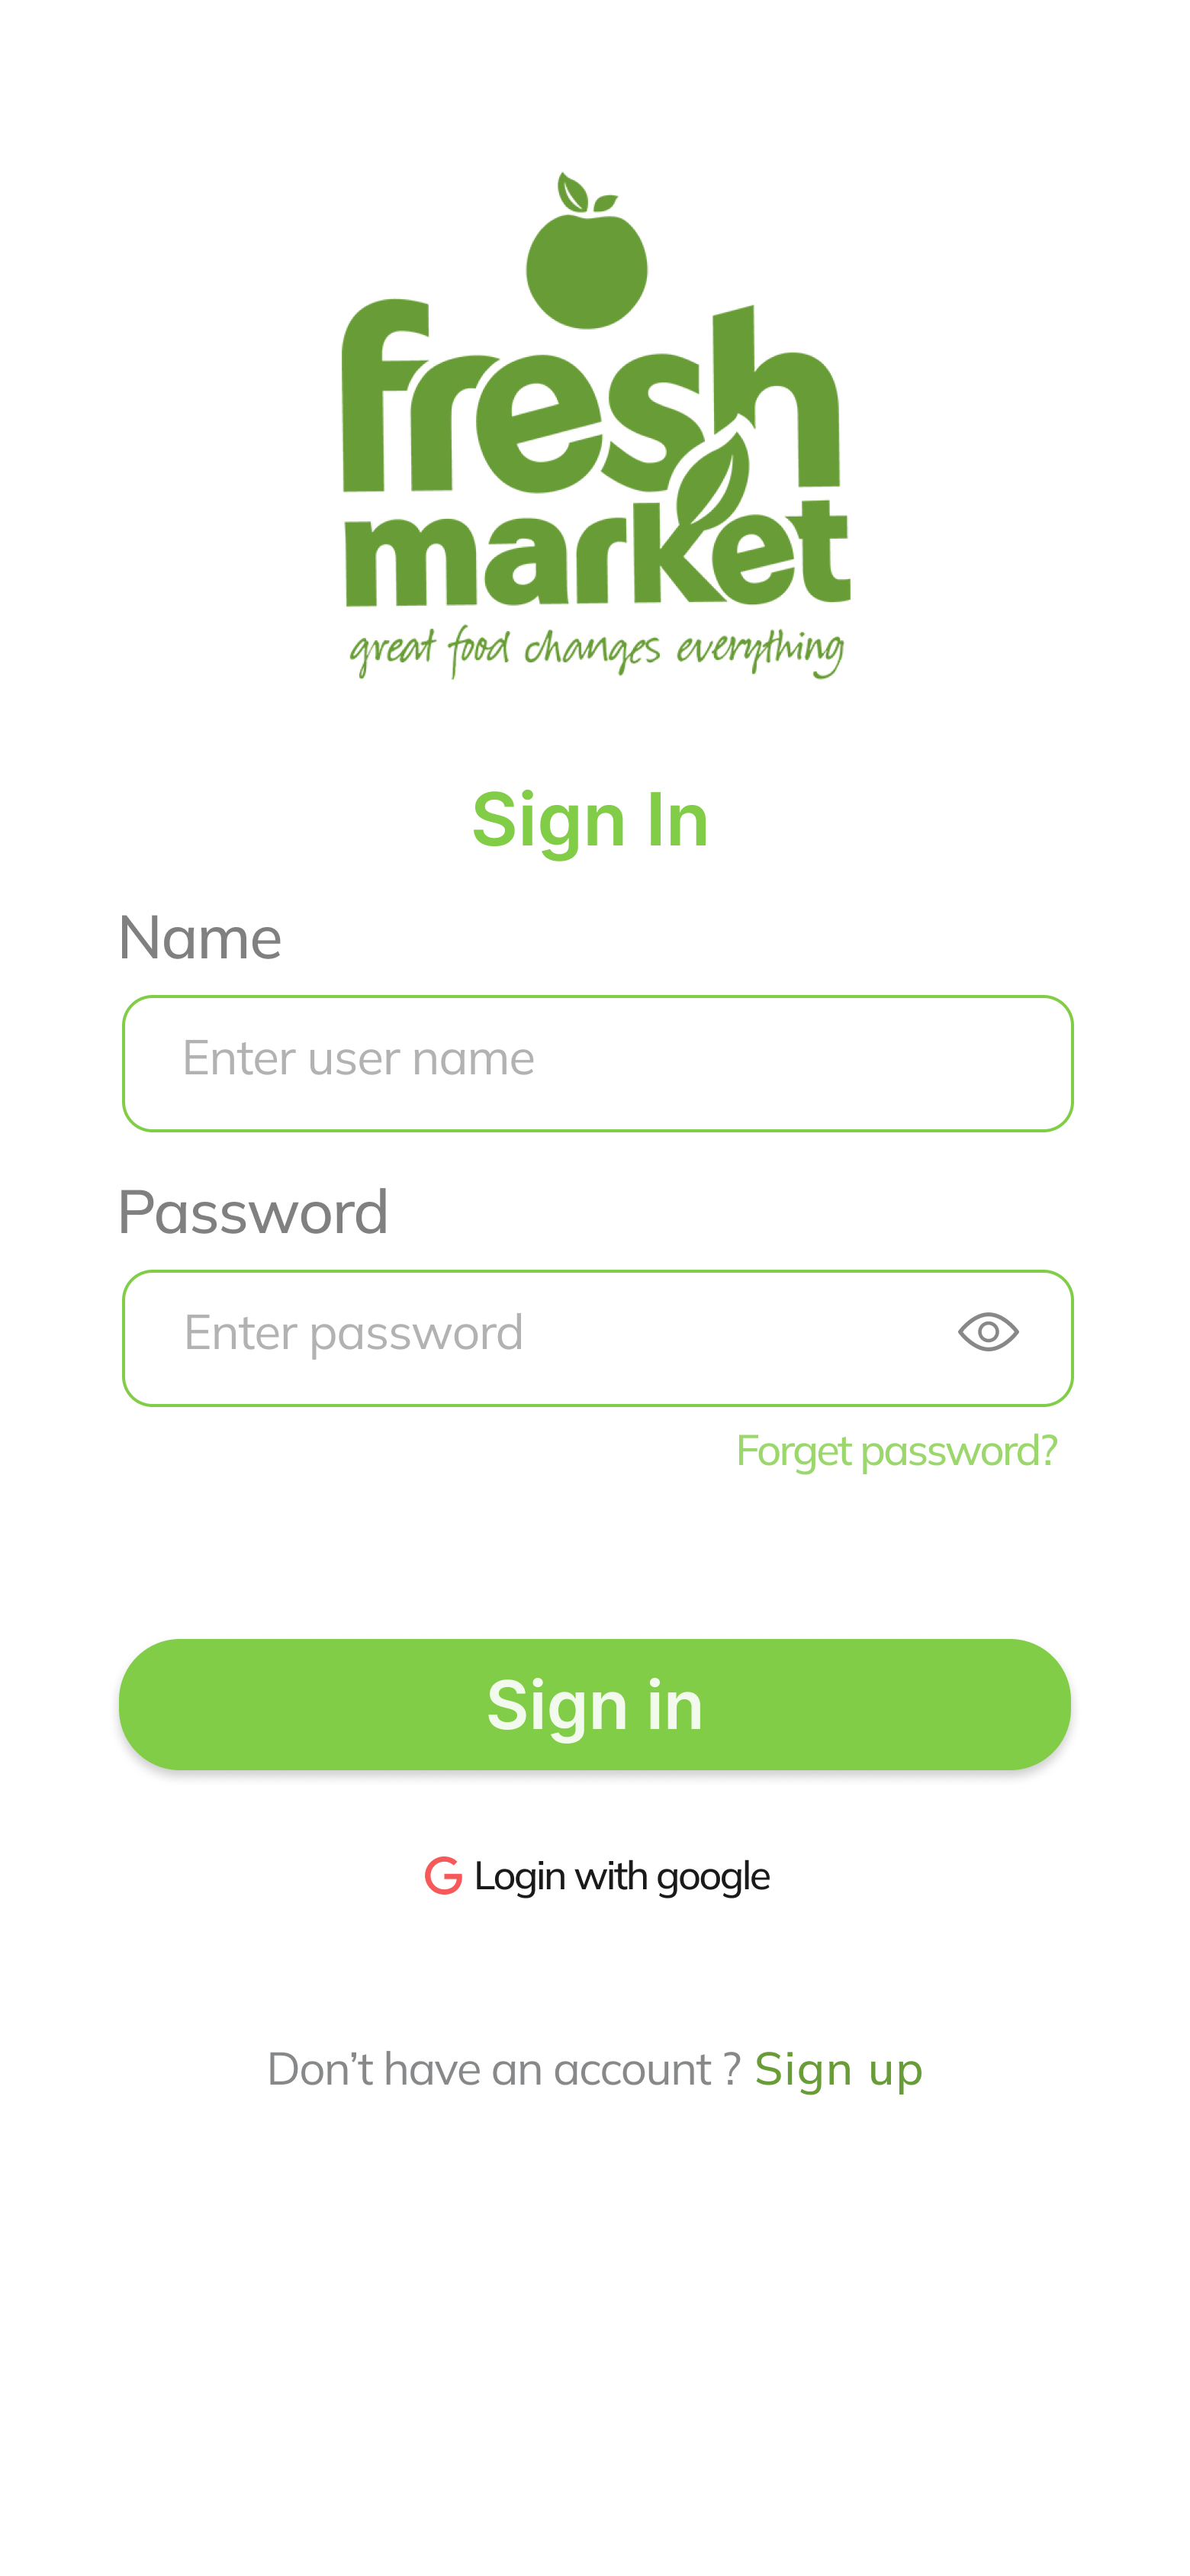 fresh
market
great food changes everything
Sign In
Name
Enter user name
Password
Enter password
Forget password?
Sign in
Login with google
Don’t have an account ? Sign up